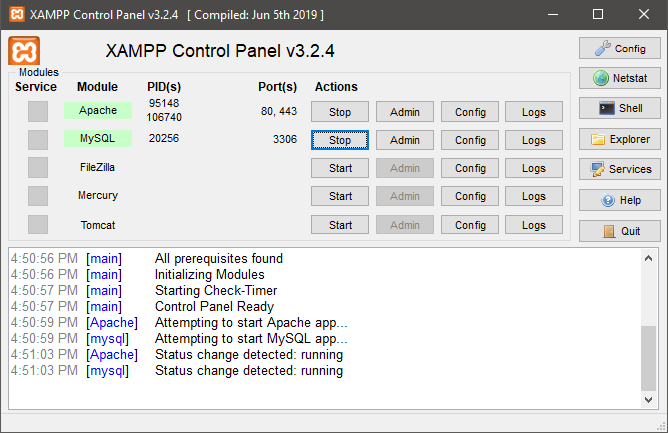 XAMPP Control Panel v3.2.4 [ Compiled: Jun 5th 2019 ]
XAMPP Control Panel v3.2.4
Config
Modules
Service Module PID(s) Port(s) Actions
Netstat
Apache 95148 106740 80, 443 Stop Admin Config Logs
Shell
MySQL 20256 3306 Stop Admin Config Logs
Explorer
FileZilla Start Admin Config Logs
Services
Mercury Start Admin Config Logs
Help
Tomcat Start Admin Config Logs
Quit
4:50:56 PM [main] All prerequisites found
4:50:56 PM [main] Initializing Modules
4:50:57 PM [main] Starting Check-Timer
4:50:57 PM [main] Control Panel Ready
4:50:59 PM [Apache] Attempting to start Apache app...
4:50:59 PM [mysql] Attempting to start MySQL app...
4:51:03 PM [Apache] Status change detected: running
4:51:03 PM [mysql] Status change detected: running